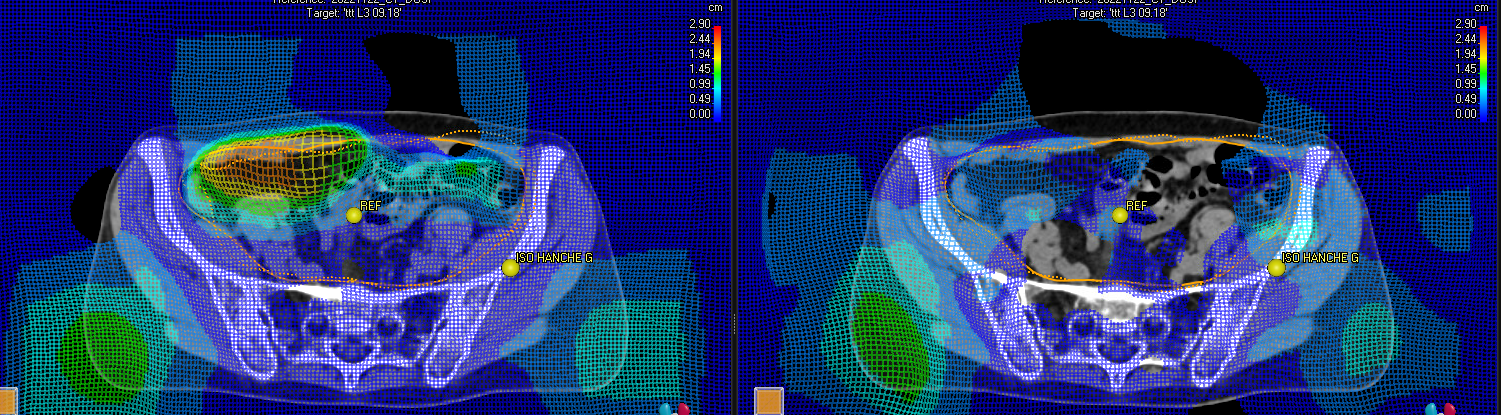 Target: 'ttt L3 09.18'
cm
2.90
2.44
1.94
1.45
0.99
0.49
0.00
REF
ISO HANCHE G
Target: 'ttt L3 09.18'
cm
2.90
2.44
1.94
1.45
0.99
0.49
0.00
REF
ISO HANCHE G